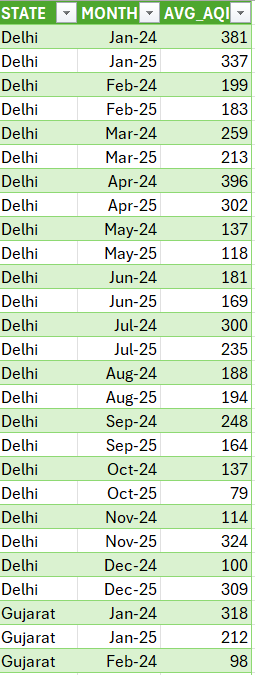 STATE MONTH AVG_AQI
Delhi Jan-24 381
Delhi Jan-25 337
Delhi Feb-24 199
Delhi Feb-25 183
Delhi Mar-24 259
Delhi Mar-25 213
Delhi Apr-24 396
Delhi Apr-25 302
Delhi May-24 137
Delhi May-25 118
Delhi Jun-24 181
Delhi Jun-25 169
Delhi Jul-24 300
Delhi Jul-25 235
Delhi Aug-24 188
Delhi Aug-25 194
Delhi Sep-24 248
Delhi Sep-25 164
Delhi Oct-24 137
Delhi Oct-25 79
Delhi Nov-24 114
Delhi Nov-25 324
Delhi Dec-24 100
Delhi Dec-25 309
Gujarat Jan-24 318
Gujarat Jan-25 212
Gujarat Feb-24 98